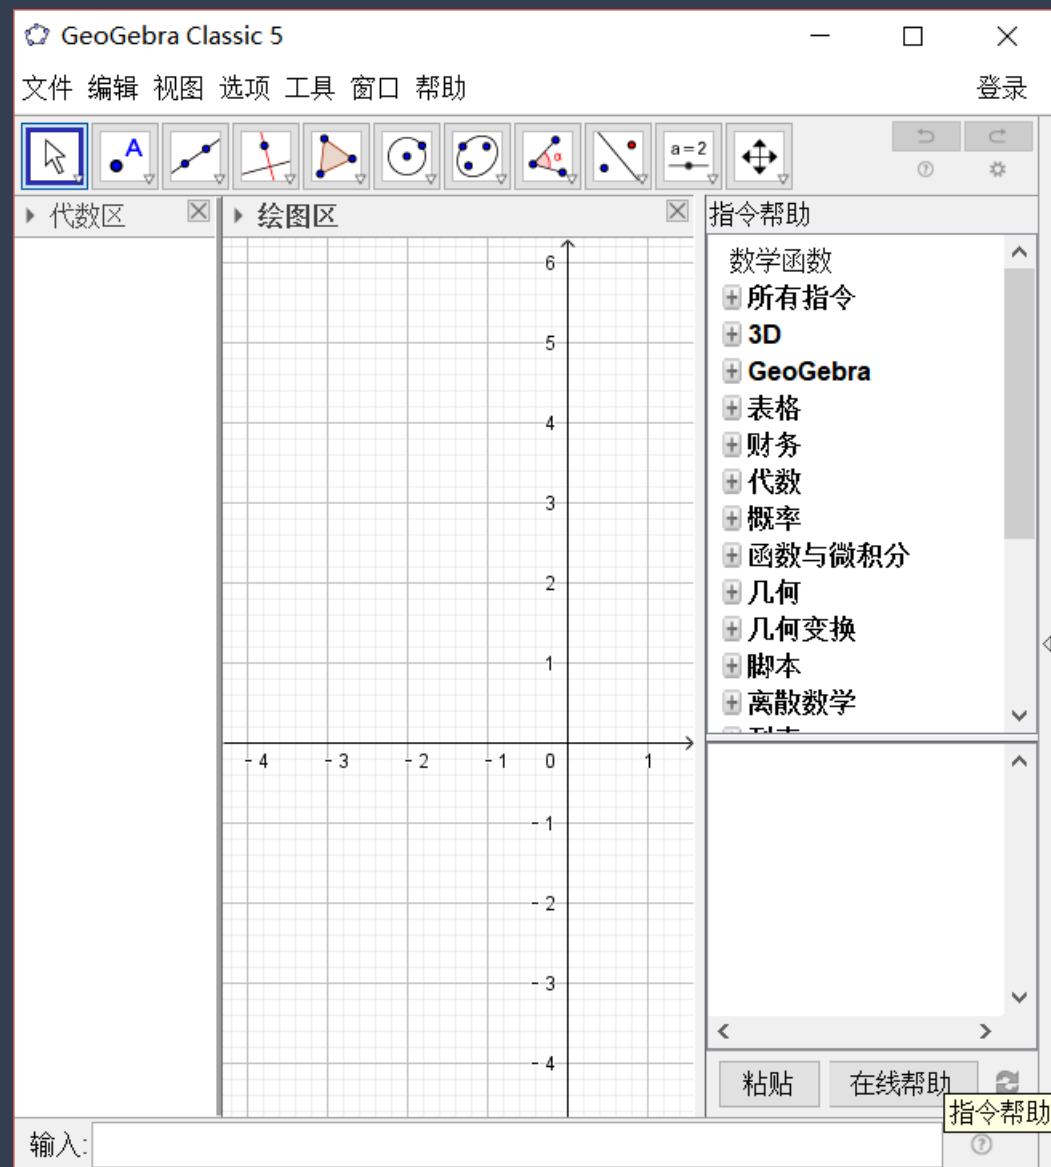 GeoGebra Classic 5
文件 编辑 视图 选项 工具 窗口 帮助 登录
A
α
a=2
代数区
绘图区
指令帮助
数学函数
所有指令
3D
GeoGebra
表格
财务
代数
概率
函数与微积分
几何
几何变换
脚本
离散数学
6
5
4
3
2
1
-4 -3 -2 -1 0 1
-1
-2
-3
-4
粘贴 在线帮助
指令帮助
输入: